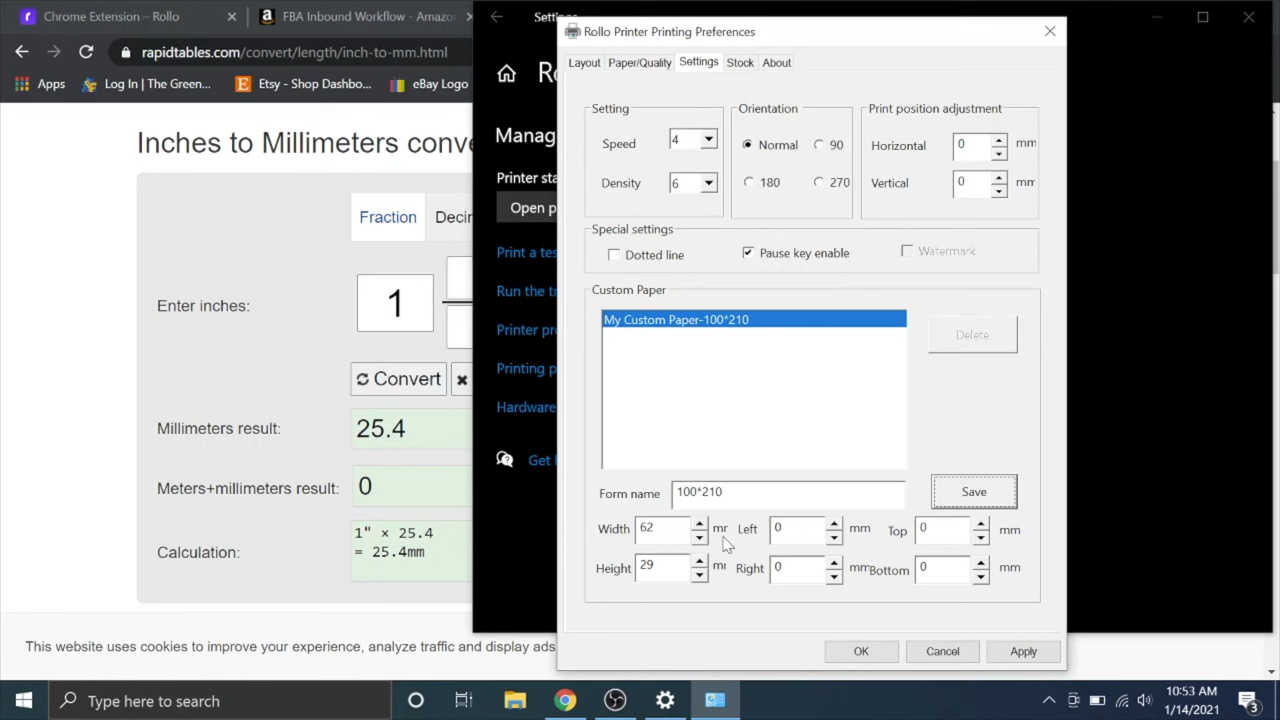 Chrome Extension - Rollo
FBA Inbound Workflow - Amazo
Settings
rapidtables.com/convert/length/inch-to-mm.html
Apps
Log In | The Green...
Etsy - Shop Dashbo...
eBay Logo
Inches to Millimeters conve
Fraction
Decin
Enter inches:
1
Convert
Millimeters result:
25.4
Meters+millimeters result:
0
Calculation:
1" × 25.4
= 25.4mm
This website uses cookies to improve your experience, analyze traffic and display ads
Manag
Printer sta
Open p
Print a tes
Run the tr
Printer pro
Printing p
Hardware
Get
Rollo Printer Printing Preferences
Layout
Paper/Quality
Settings
Stock
About
Setting
Speed
4
Density
6
Orientation
Normal
90
180
270
Print position adjustment
Horizontal
0
mm
Vertical
0
mm
Special settings
Dotted line
Pause key enable
Watermark
Custom Paper
My Custom Paper-100*210
Delete
Form name
100*210
Save
Width
62
mr
Left
0
mm
Top
0
mm
Height
29
Right
0
mm
Bottom
0
mm
OK
Cancel
Apply
Type here to search
10:53 AM
1/14/2021
3